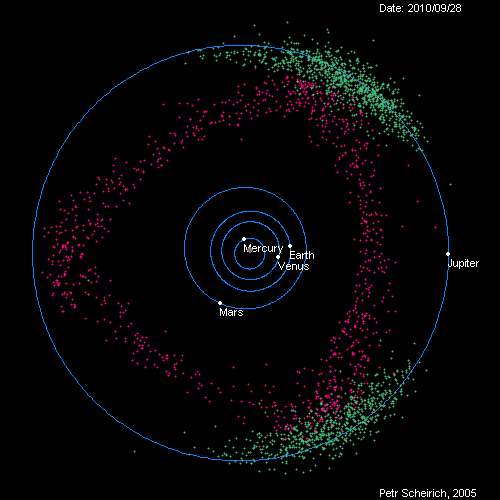 Date: 2010/09/28
Mercury
Earth
Venus
Jupiter
Mars
Petr Scheirich, 2005